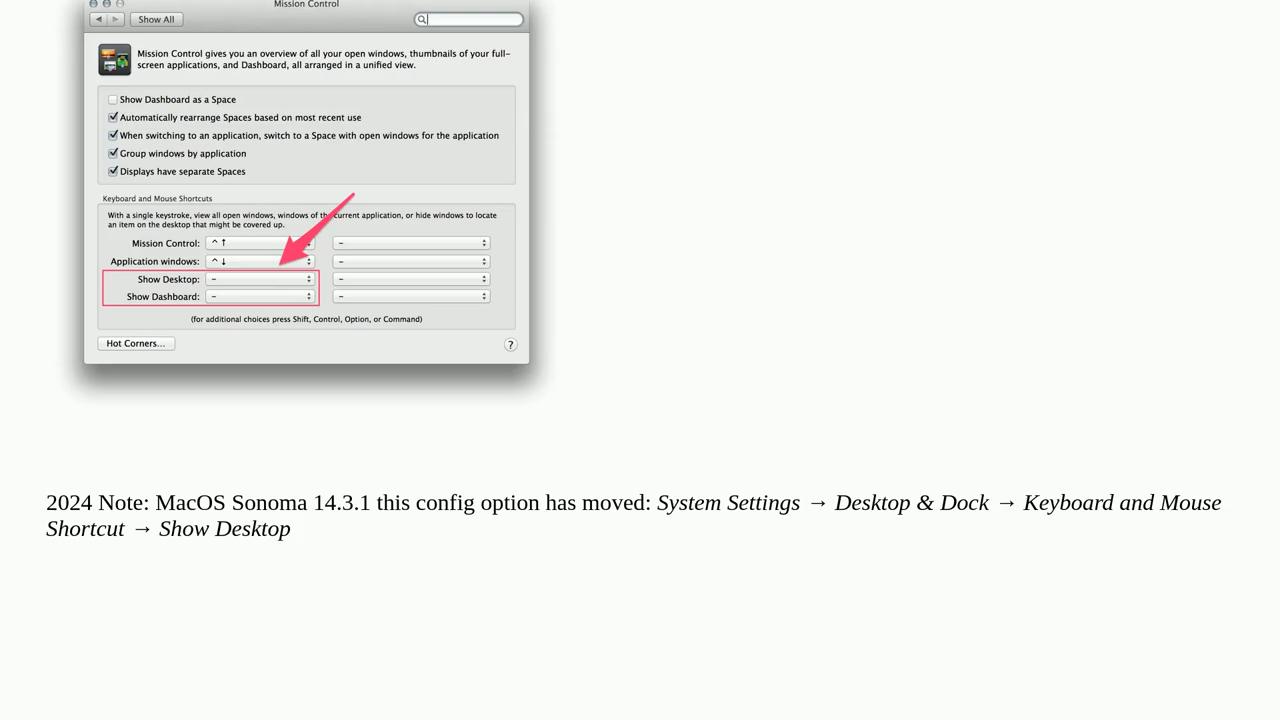 Mission Control
Show All
Mission Control gives you an overview of all your open windows, thumbnails of your full-
screen applications, and Dashboard, all arranged in a unified view.
Show Dashboard as a Space
Automatically rearrange Spaces based on most recent use
When switching to an application, switch to a Space with open windows for the application
Group windows by application
Displays have separate Spaces
Keyboard and Mouse Shortcuts
With a single keystroke, view all open windows, windows of the current application, or hide windows to locate
an item on the desktop that might be covered up.
Mission Control: ^ ↑ –
Application windows: ^ ↓ –
Show Desktop: – –
Show Dashboard: – –
(for additional choices press Shift, Control, Option, or Command)
Hot Corners... ?
2024 Note: MacOS Sonoma 14.3.1 this config option has moved: System Settings → Desktop & Dock → Keyboard and Mouse
Shortcut → Show Desktop